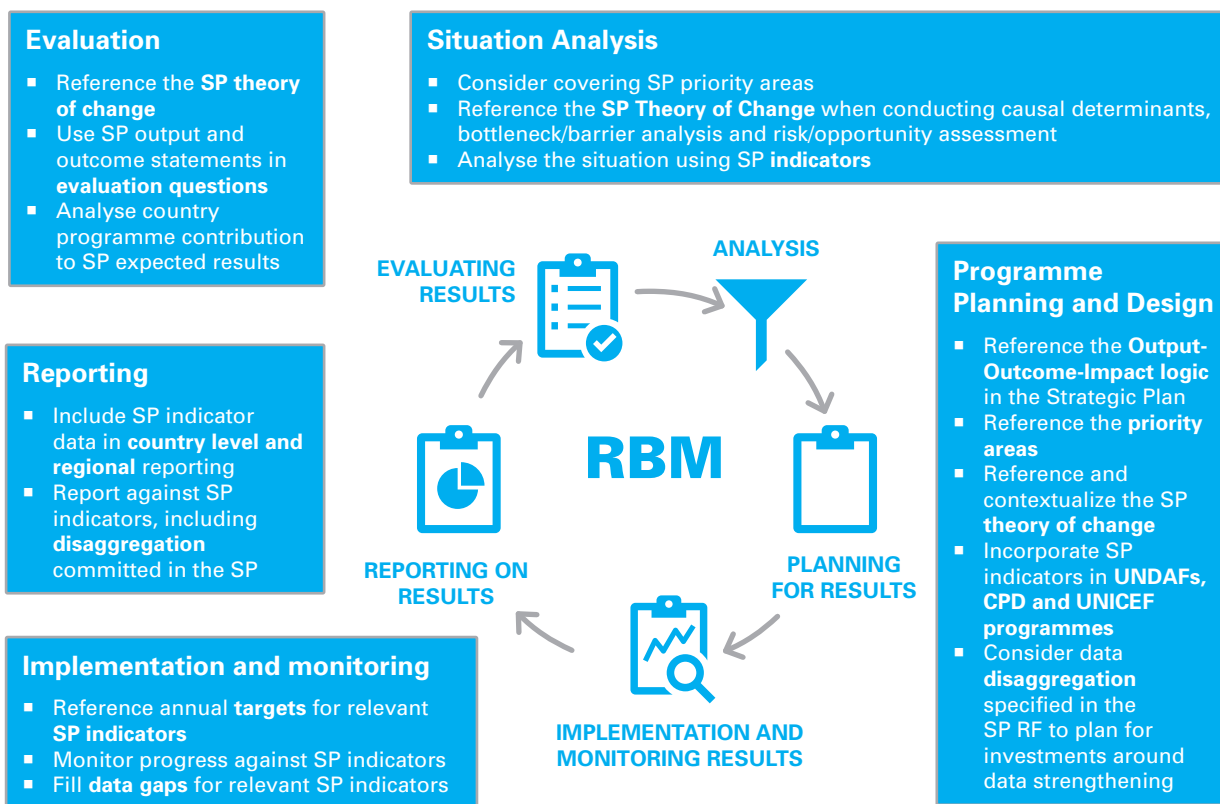 Evaluation
▪ Reference the SP theory
of change
▪ Use SP output and
outcome statements in
evaluation questions
▪ Analyse country
programme contribution
to SP expected results
Situation Analysis
▪ Consider covering SP priority areas
▪ Reference the SP Theory of Change when conducting causal determinants,
bottleneck/barrier analysis and risk/opportunity assessment
▪ Analyse the situation using SP indicators
EVALUATING
RESULTS
ANALYSIS
Programme
Planning and Design
▪ Reference the Output-
Outcome-Impact logic
in the Strategic Plan
▪ Reference the priority
areas
▪ Reference and
contextualize the SP
theory of change
▪ Incorporate SP
indicators in UNDAFs,
CPD and UNICEF
programmes
▪ Consider data
disaggregation
specified in the
SP RF to plan for
investments around
data strengthening
Reporting
▪ Include SP indicator
data in country level and
regional reporting
▪ Report against SP
indicators, including
disaggregation
committed in the SP
RBM
REPORTING ON
RESULTS
PLANNING
FOR RESULTS
Implementation and monitoring
▪ Reference annual targets for relevant
SP indicators
▪ Monitor progress against SP indicators
▪ Fill data gaps for relevant SP indicators
IMPLEMENTATION AND
MONITORING RESULTS